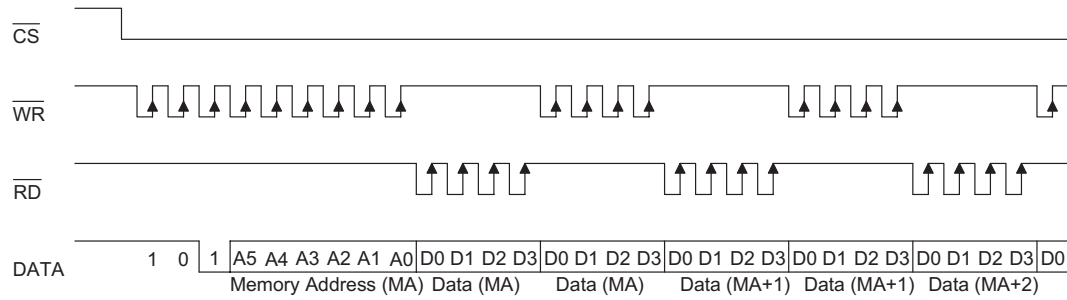 CS
WR
RD
DATA
1 0 1 A5 A4 A3 A2 A1 A0 D0 D1 D2 D3 D0 D1 D2 D3 D0 D1 D2 D3 D0 D1 D2 D3 D0 D1 D2 D3 D0
Memory Address (MA) Data (MA) Data (MA) Data (MA+1) Data (MA+1) Data (MA+2)